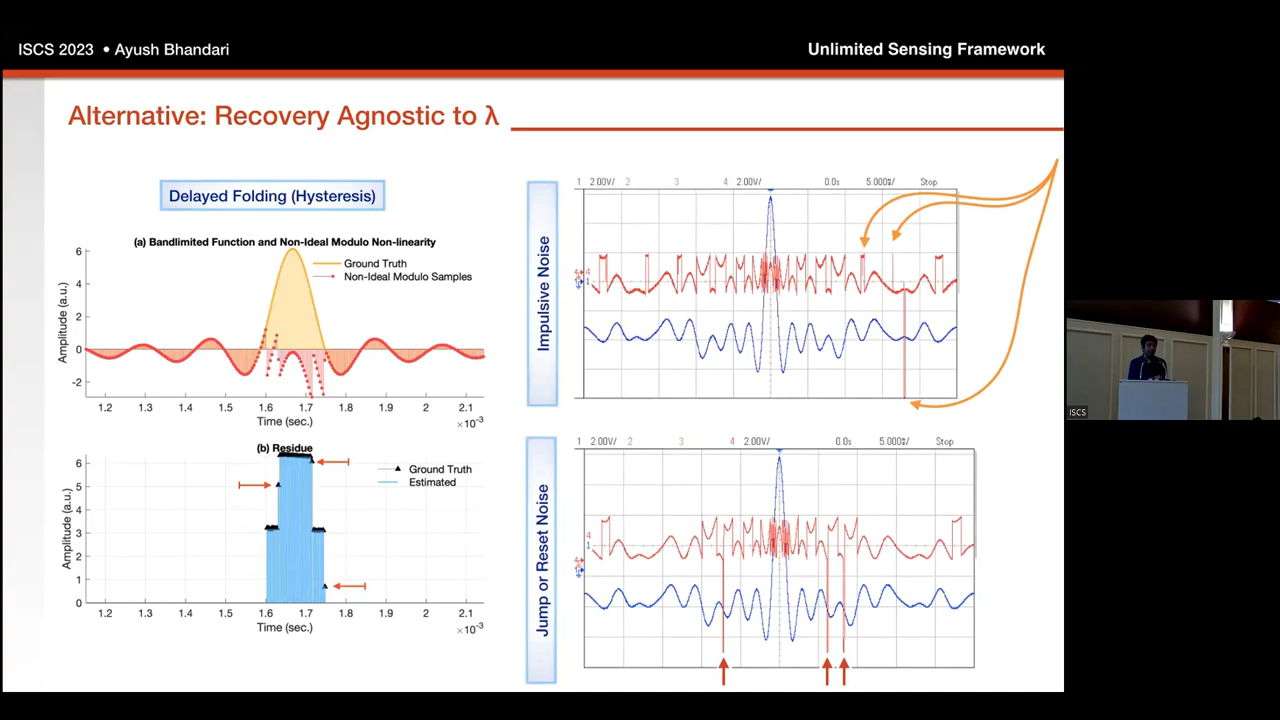 ISCS 2023 • Ayush Bhandari
Unlimited Sensing Framework
Alternative: Recovery Agnostic to λ
Delayed Folding (Hysteresis)
(a) Bandlimited Function and Non-Ideal Modulo Non-linearity
Ground Truth
Non-Ideal Modulo Samples
Amplitude (a.u.)
6
4
2
0
-2
1.2 1.3 1.4 1.5 1.6 1.7 1.8 1.9 2 2.1
Time (sec.)
×10⁻³
(b) Residue
Ground Truth
Estimated
Amplitude (a.u.)
6
5
4
3
2
1
0
1.2 1.3 1.4 1.5 1.6 1.7 1.8 1.9 2 2.1
Time (sec.)
×10⁻³
Impulsive Noise
1 2.00V/ 2 3 4 2.00V/ 0.0s 5.000m/ Stop
Jump or Reset Noise
1 2.00V/ 2 3 4 2.00V/ 0.0s 5.000m/ Stop
ISCS